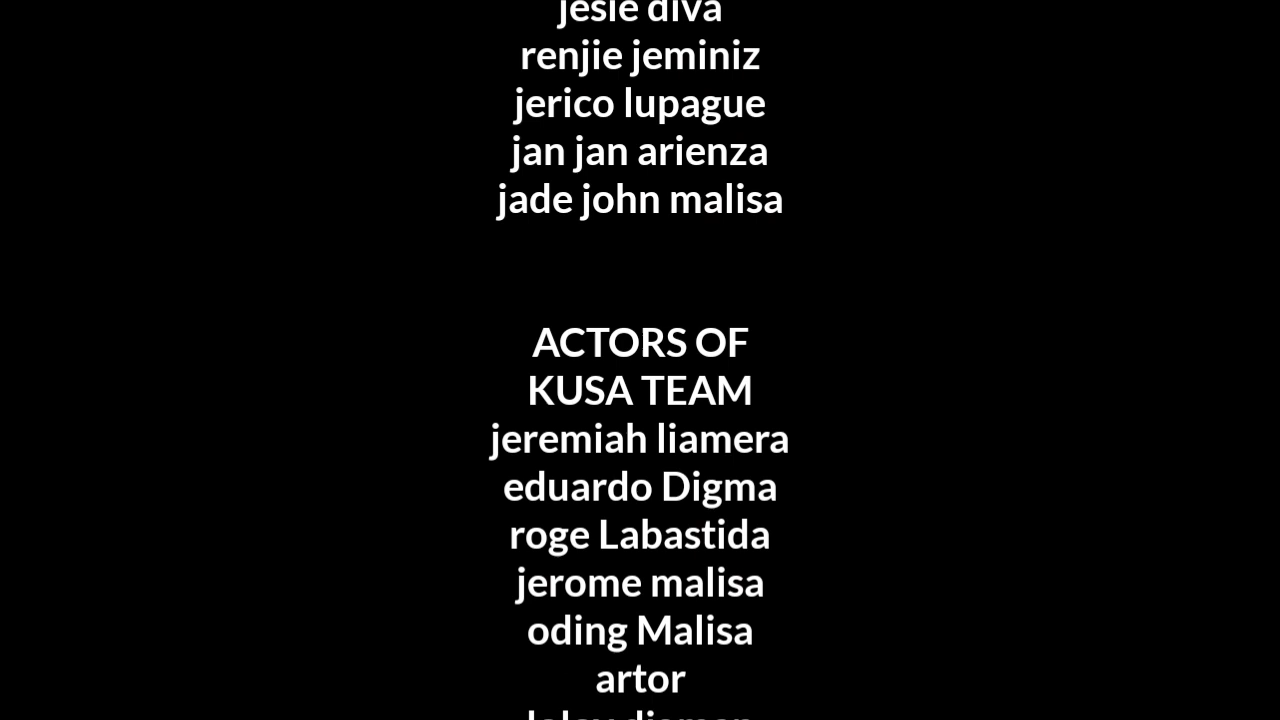 jesie diva
renjie jeminiz
jerico lupague
jan jan arienza
jade john malisa
ACTORS OF
KUSA TEAM
jeremiah liamera
eduardo Digma
roge Labastida
jerome malisa
oding Malisa
artor